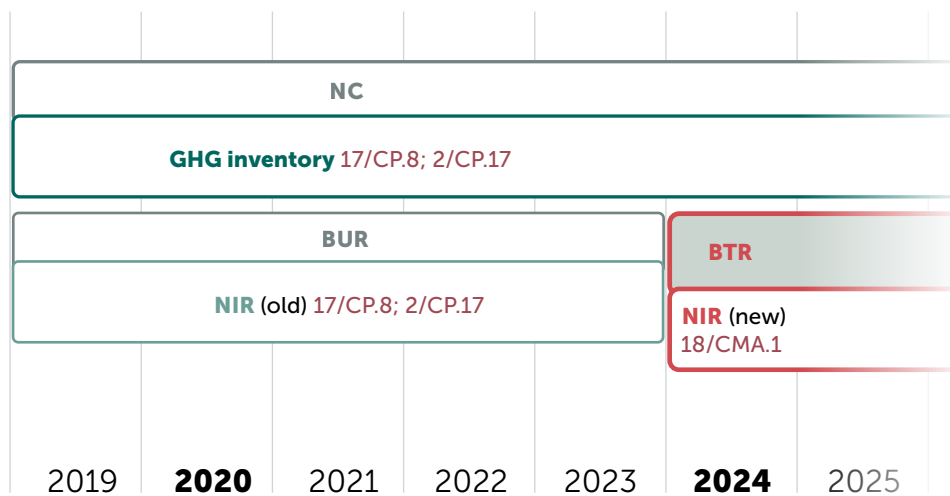 NC
GHG inventory 17/CP.8; 2/CP.17
BUR
BTR
NIR (old) 17/CP.8; 2/CP.17
NIR (new)
18/CMA.1
2019 2020 2021 2022 2023 2024 2025